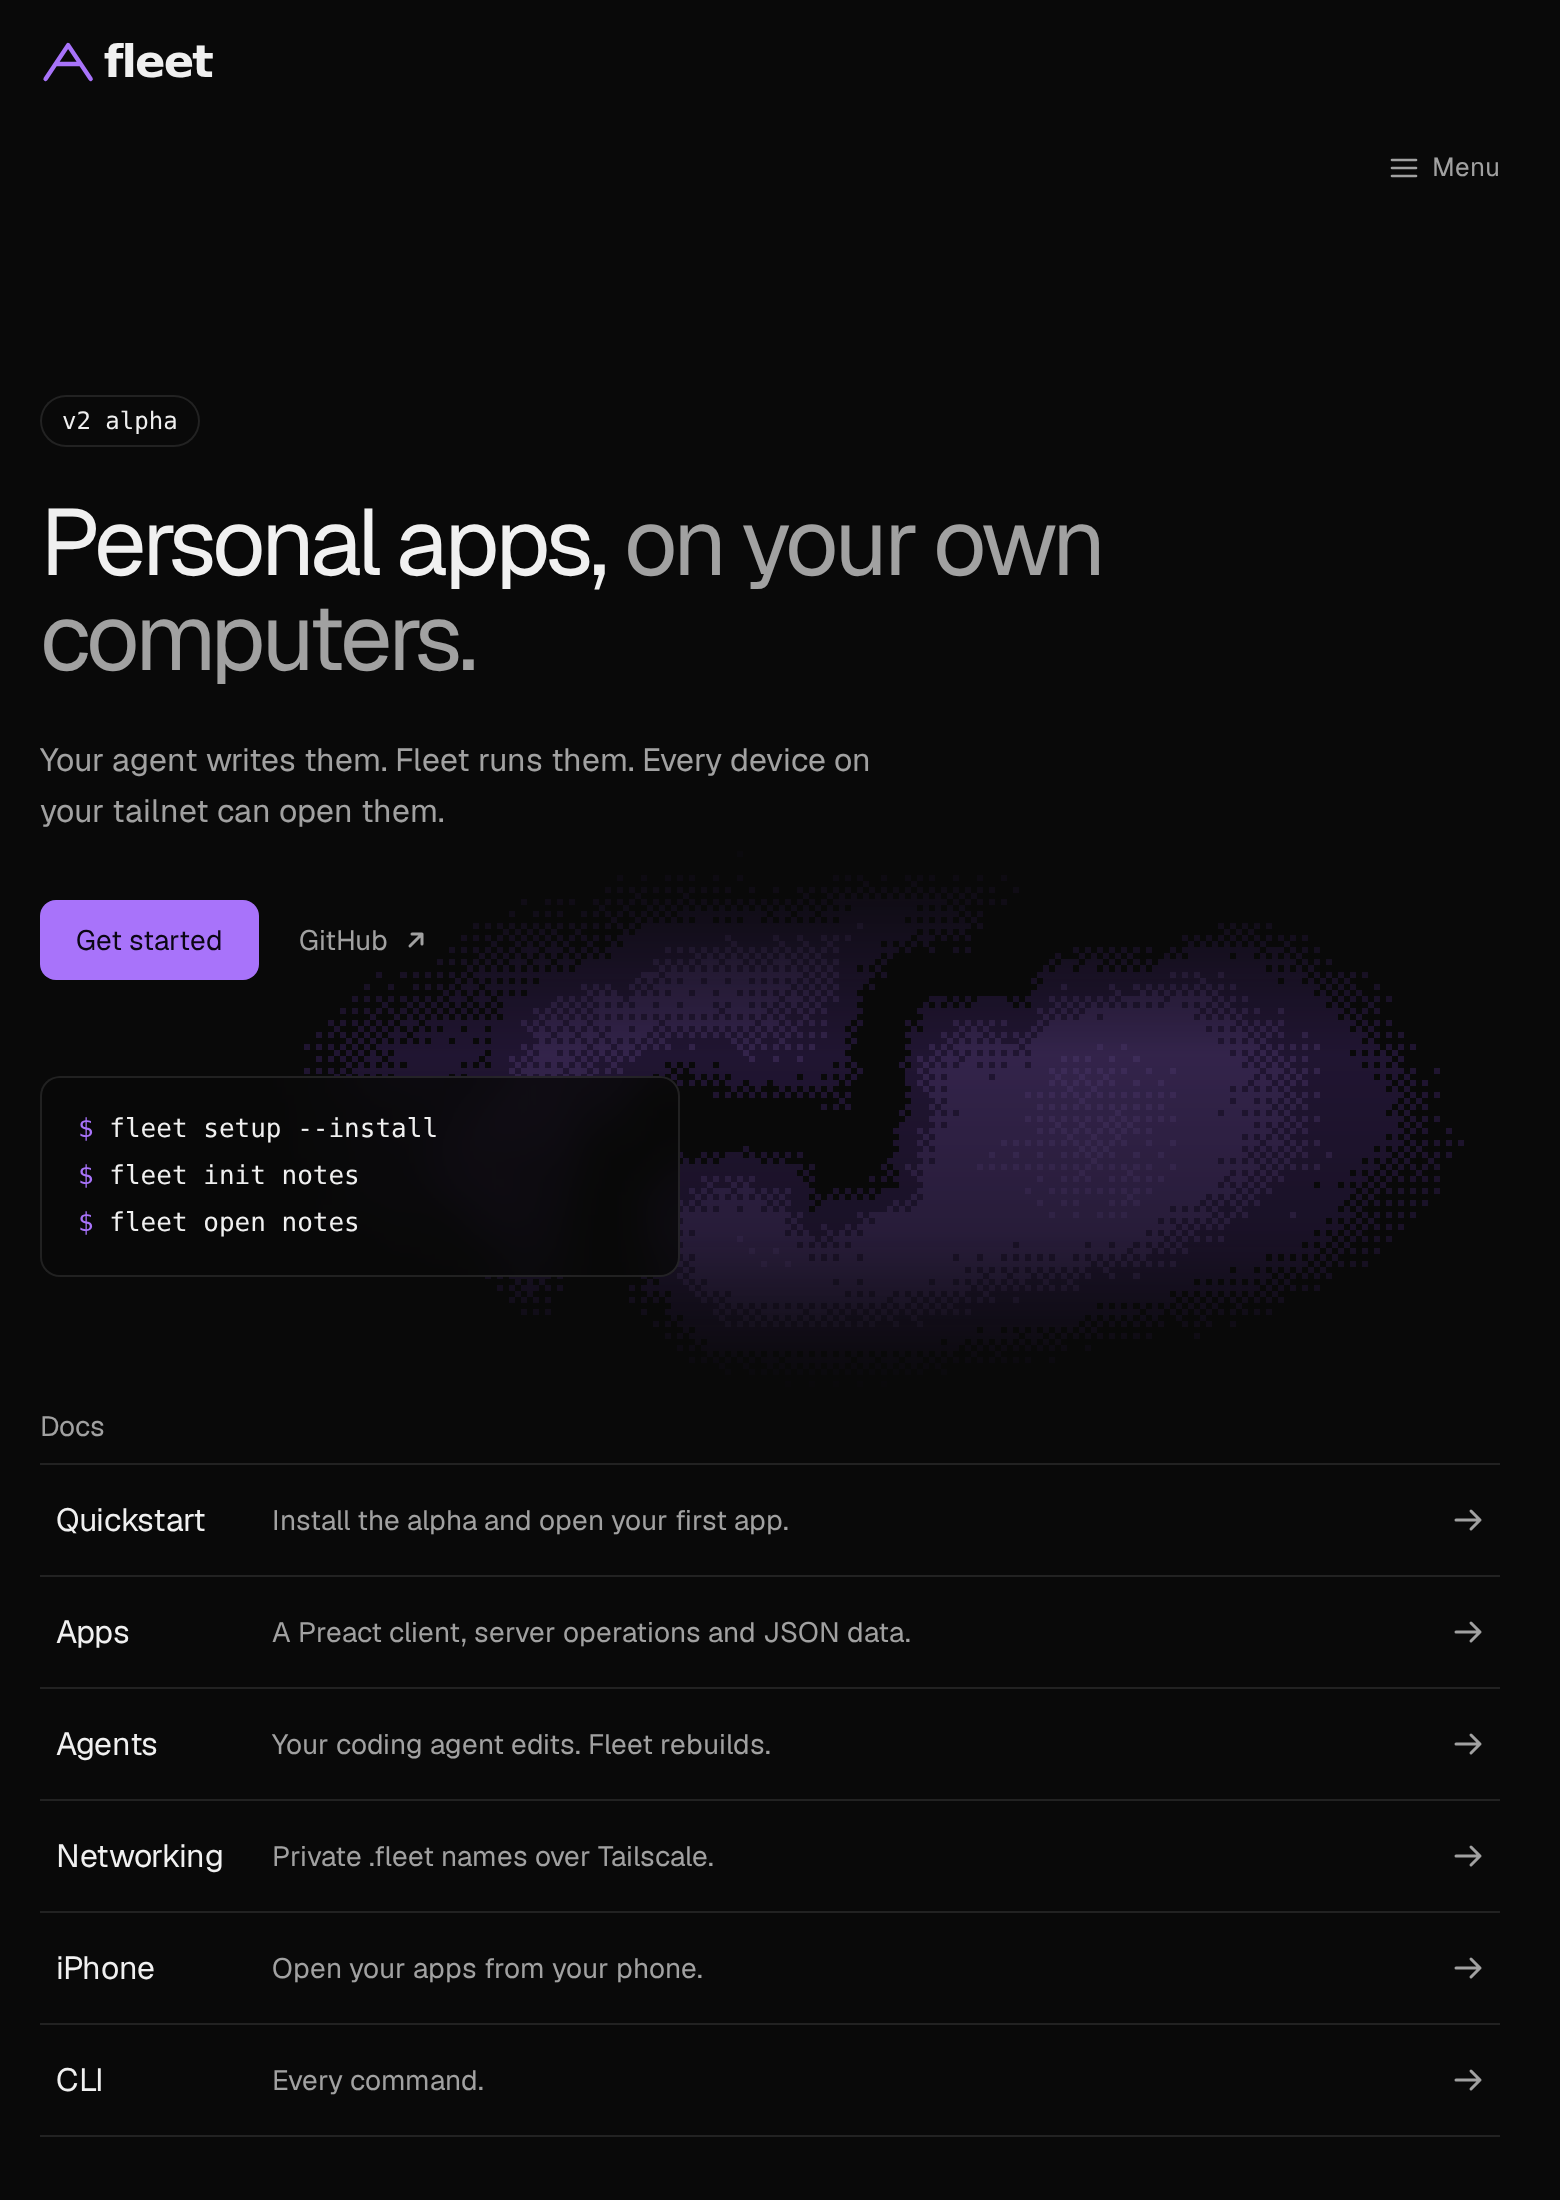 fleet
Menu
v2 alpha
Personal apps, on your own
computers.
Your agent writes them. Fleet runs them. Every device on
your tailnet can open them.
Get started GitHub ↗
$ fleet setup --install
$ fleet init notes
$ fleet open notes
Docs
Quickstart Install the alpha and open your first app. →
Apps A Preact client, server operations and JSON data. →
Agents Your coding agent edits. Fleet rebuilds. →
Networking Private .fleet names over Tailscale. →
iPhone Open your apps from your phone. →
CLI Every command. →